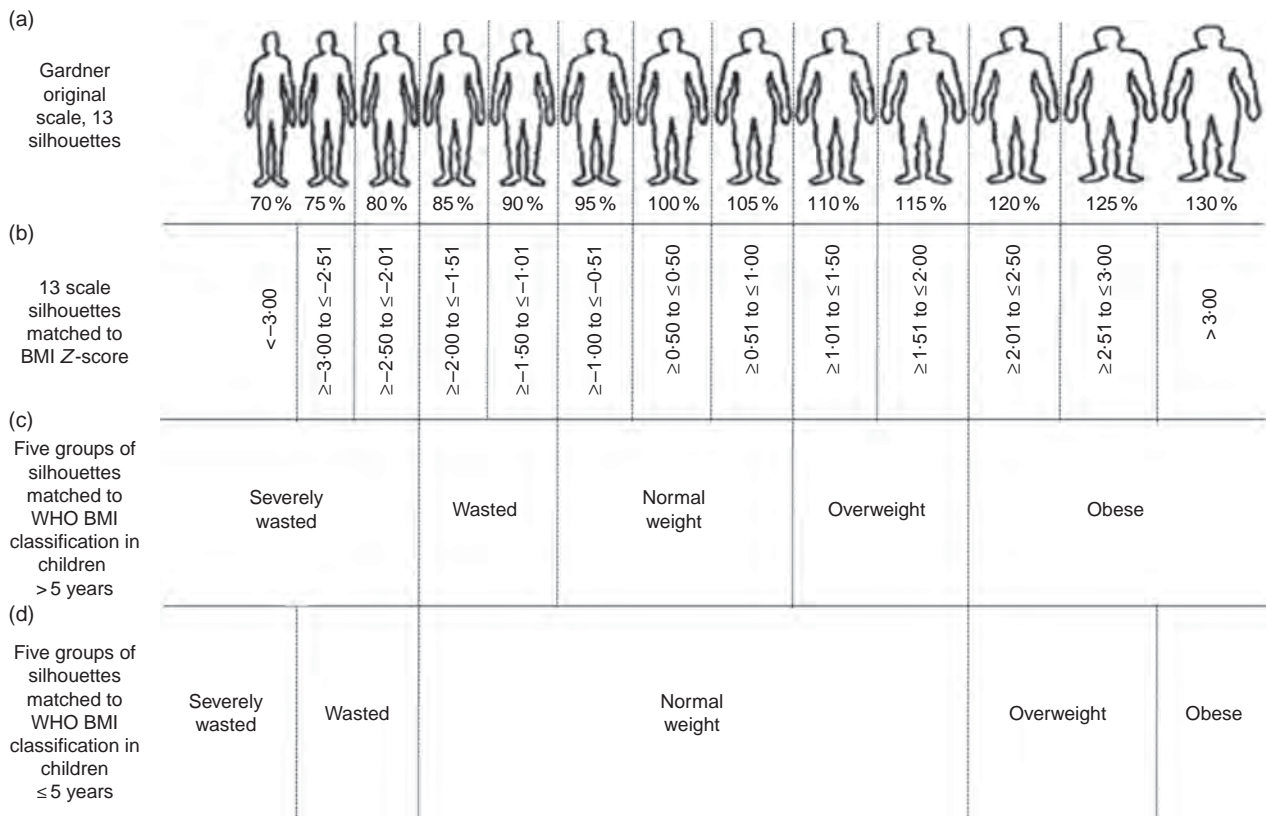 (a)
Gardner
original
scale, 13
silhouettes
70 % 75 % 80 % 85 % 90 % 95 % 100 % 105 % 110 % 115 % 120 % 125 % 130 %
(b)
13 scale
silhouettes
matched to
BMI Z-score
< −3·00
≥ −3·00 to ≤ −2·51
≥ −2·50 to ≤ −2·01
≥ −2·00 to ≤ −1·51
≥ −1·50 to ≤ −1·01
≥ −1·00 to ≤ −0·51
≥ 0·50 to ≤ 0·50
≥ 0·51 to ≤ 1·00
≥ 1·01 to ≤ 1·50
≥ 1·51 to ≤ 2·00
≥ 2·01 to ≤ 2·50
≥ 2·51 to ≤ 3·00
> 3·00
(c)
Five groups of
silhouettes
matched to
WHO BMI
classification in
children
> 5 years
Severely
wasted
Wasted
Normal
weight
Overweight
Obese
(d)
Five groups of
silhouettes
matched to
WHO BMI
classification in
children
≤ 5 years
Severely
wasted
Wasted
Normal
weight
Overweight
Obese